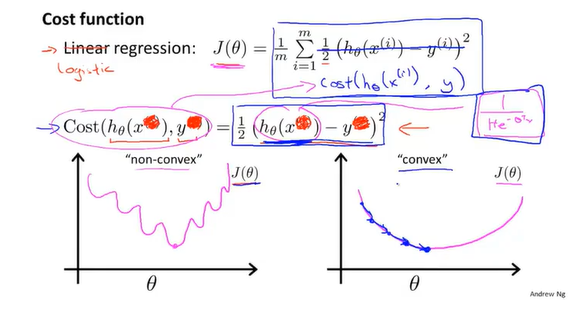 Cost function
→ Linear regression: J(θ) = 1/m ∑_{i=1}^{m} 1/2 (h_θ(x^{(i)}) − y^{(i)})²
logistic
cost(h_θ(x^{(i)}), y)
→ Cost(h_θ(x), y) = 1/2 (h_θ(x) − y)² ←
1/(1+e^{-θᵀx})
"non-convex"
"convex"
J(θ)
J(θ)
θ
θ
Andrew Ng